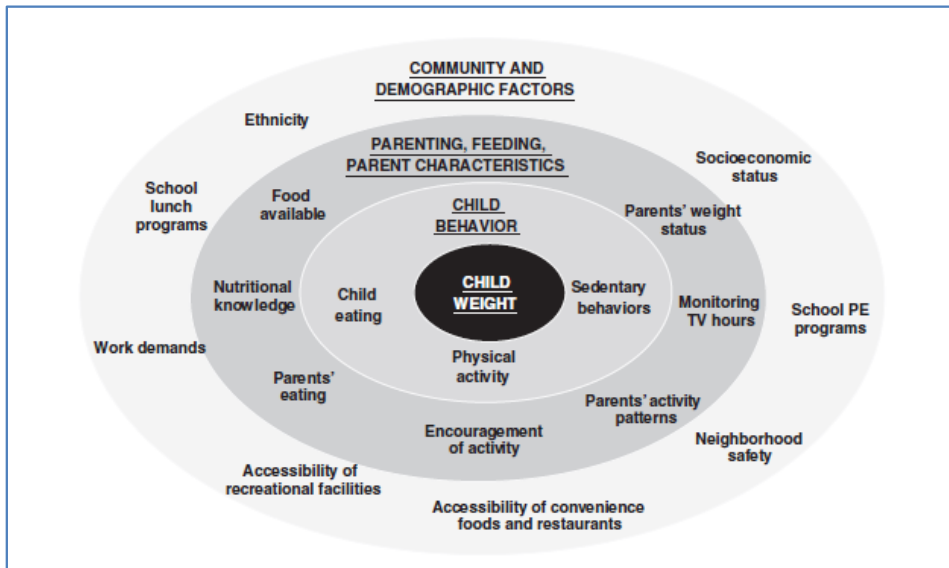 COMMUNITY AND
DEMOGRAPHIC FACTORS
Ethnicity
PARENTING, FEEDING,
PARENT CHARACTERISTICS
Socioeconomic
status
School
lunch
programs
Food
available
CHILD
BEHAVIOR
Parents' weight
status
Nutritional
knowledge
Child
eating
CHILD
WEIGHT
Sedentary
behaviors
Monitoring
TV hours
School PE
programs
Work demands
Physical
activity
Parents'
eating
Parents' activity
patterns
Encouragement
of activity
Neighborhood
safety
Accessibility of
recreational facilities
Accessibility of convenience
foods and restaurants